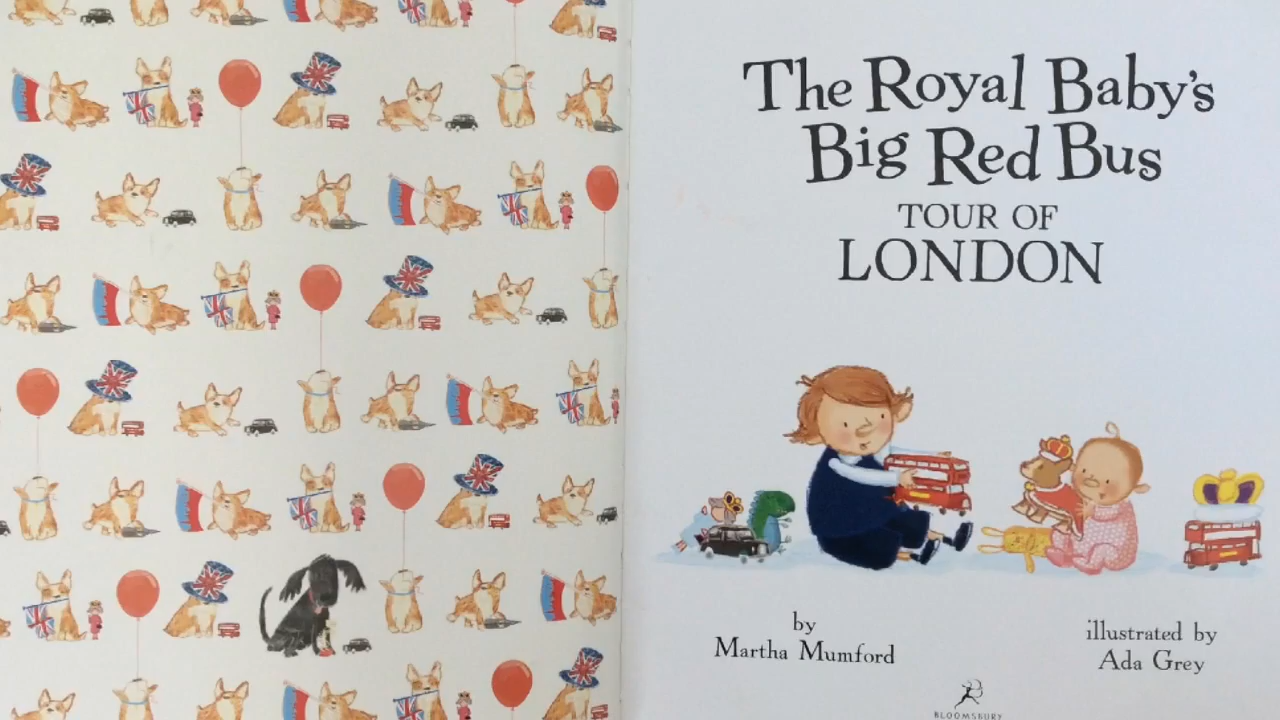 The Royal Baby's
Big Red Bus
TOUR OF
LONDON
by
Martha Mumford
illustrated by
Ada Grey
BLOOMSBURY